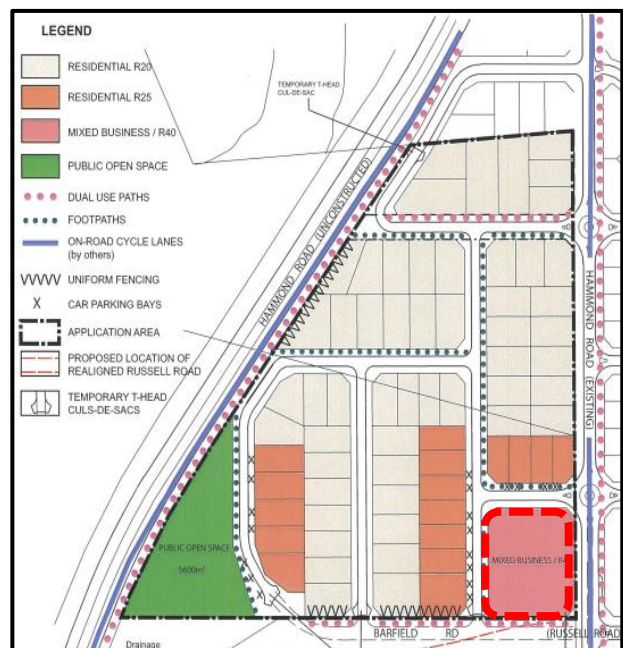 LEGEND
RESIDENTIAL R20
RESIDENTIAL R25
MIXED BUSINESS / R40
PUBLIC OPEN SPACE
DUAL USE PATHS
FOOTPATHS
ON-ROAD CYCLE LANES
(by others)
UNIFORM FENCING
X
CAR PARKING BAYS
APPLICATION AREA
PROPOSED LOCATION OF
REALIGNED RUSSELL ROAD
TEMPORARY T-HEAD
CULS-DE-SACS
TEMPORARY T-HEAD
CUL-DE-SAC
HAMMOND ROAD (UNCONSTRUCTED)
HAMMOND ROAD (EXISTING)
PUBLIC OPEN SPACE
5600m²
MIXED BUSINESS / R4
BARFIELD RD
(RUSSELL ROAD
Drainage